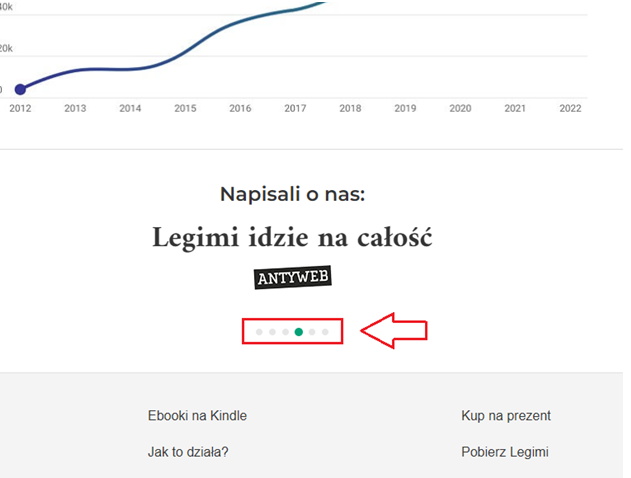 40k
20k
0
2012 2013 2014 2015 2016 2017 2018 2019 2020 2021 2022
Napisali o nas:
Legimi idzie na całość
ANTYWEB
Ebooki na Kindle Kup na prezent
Jak to działa? Pobierz Legimi